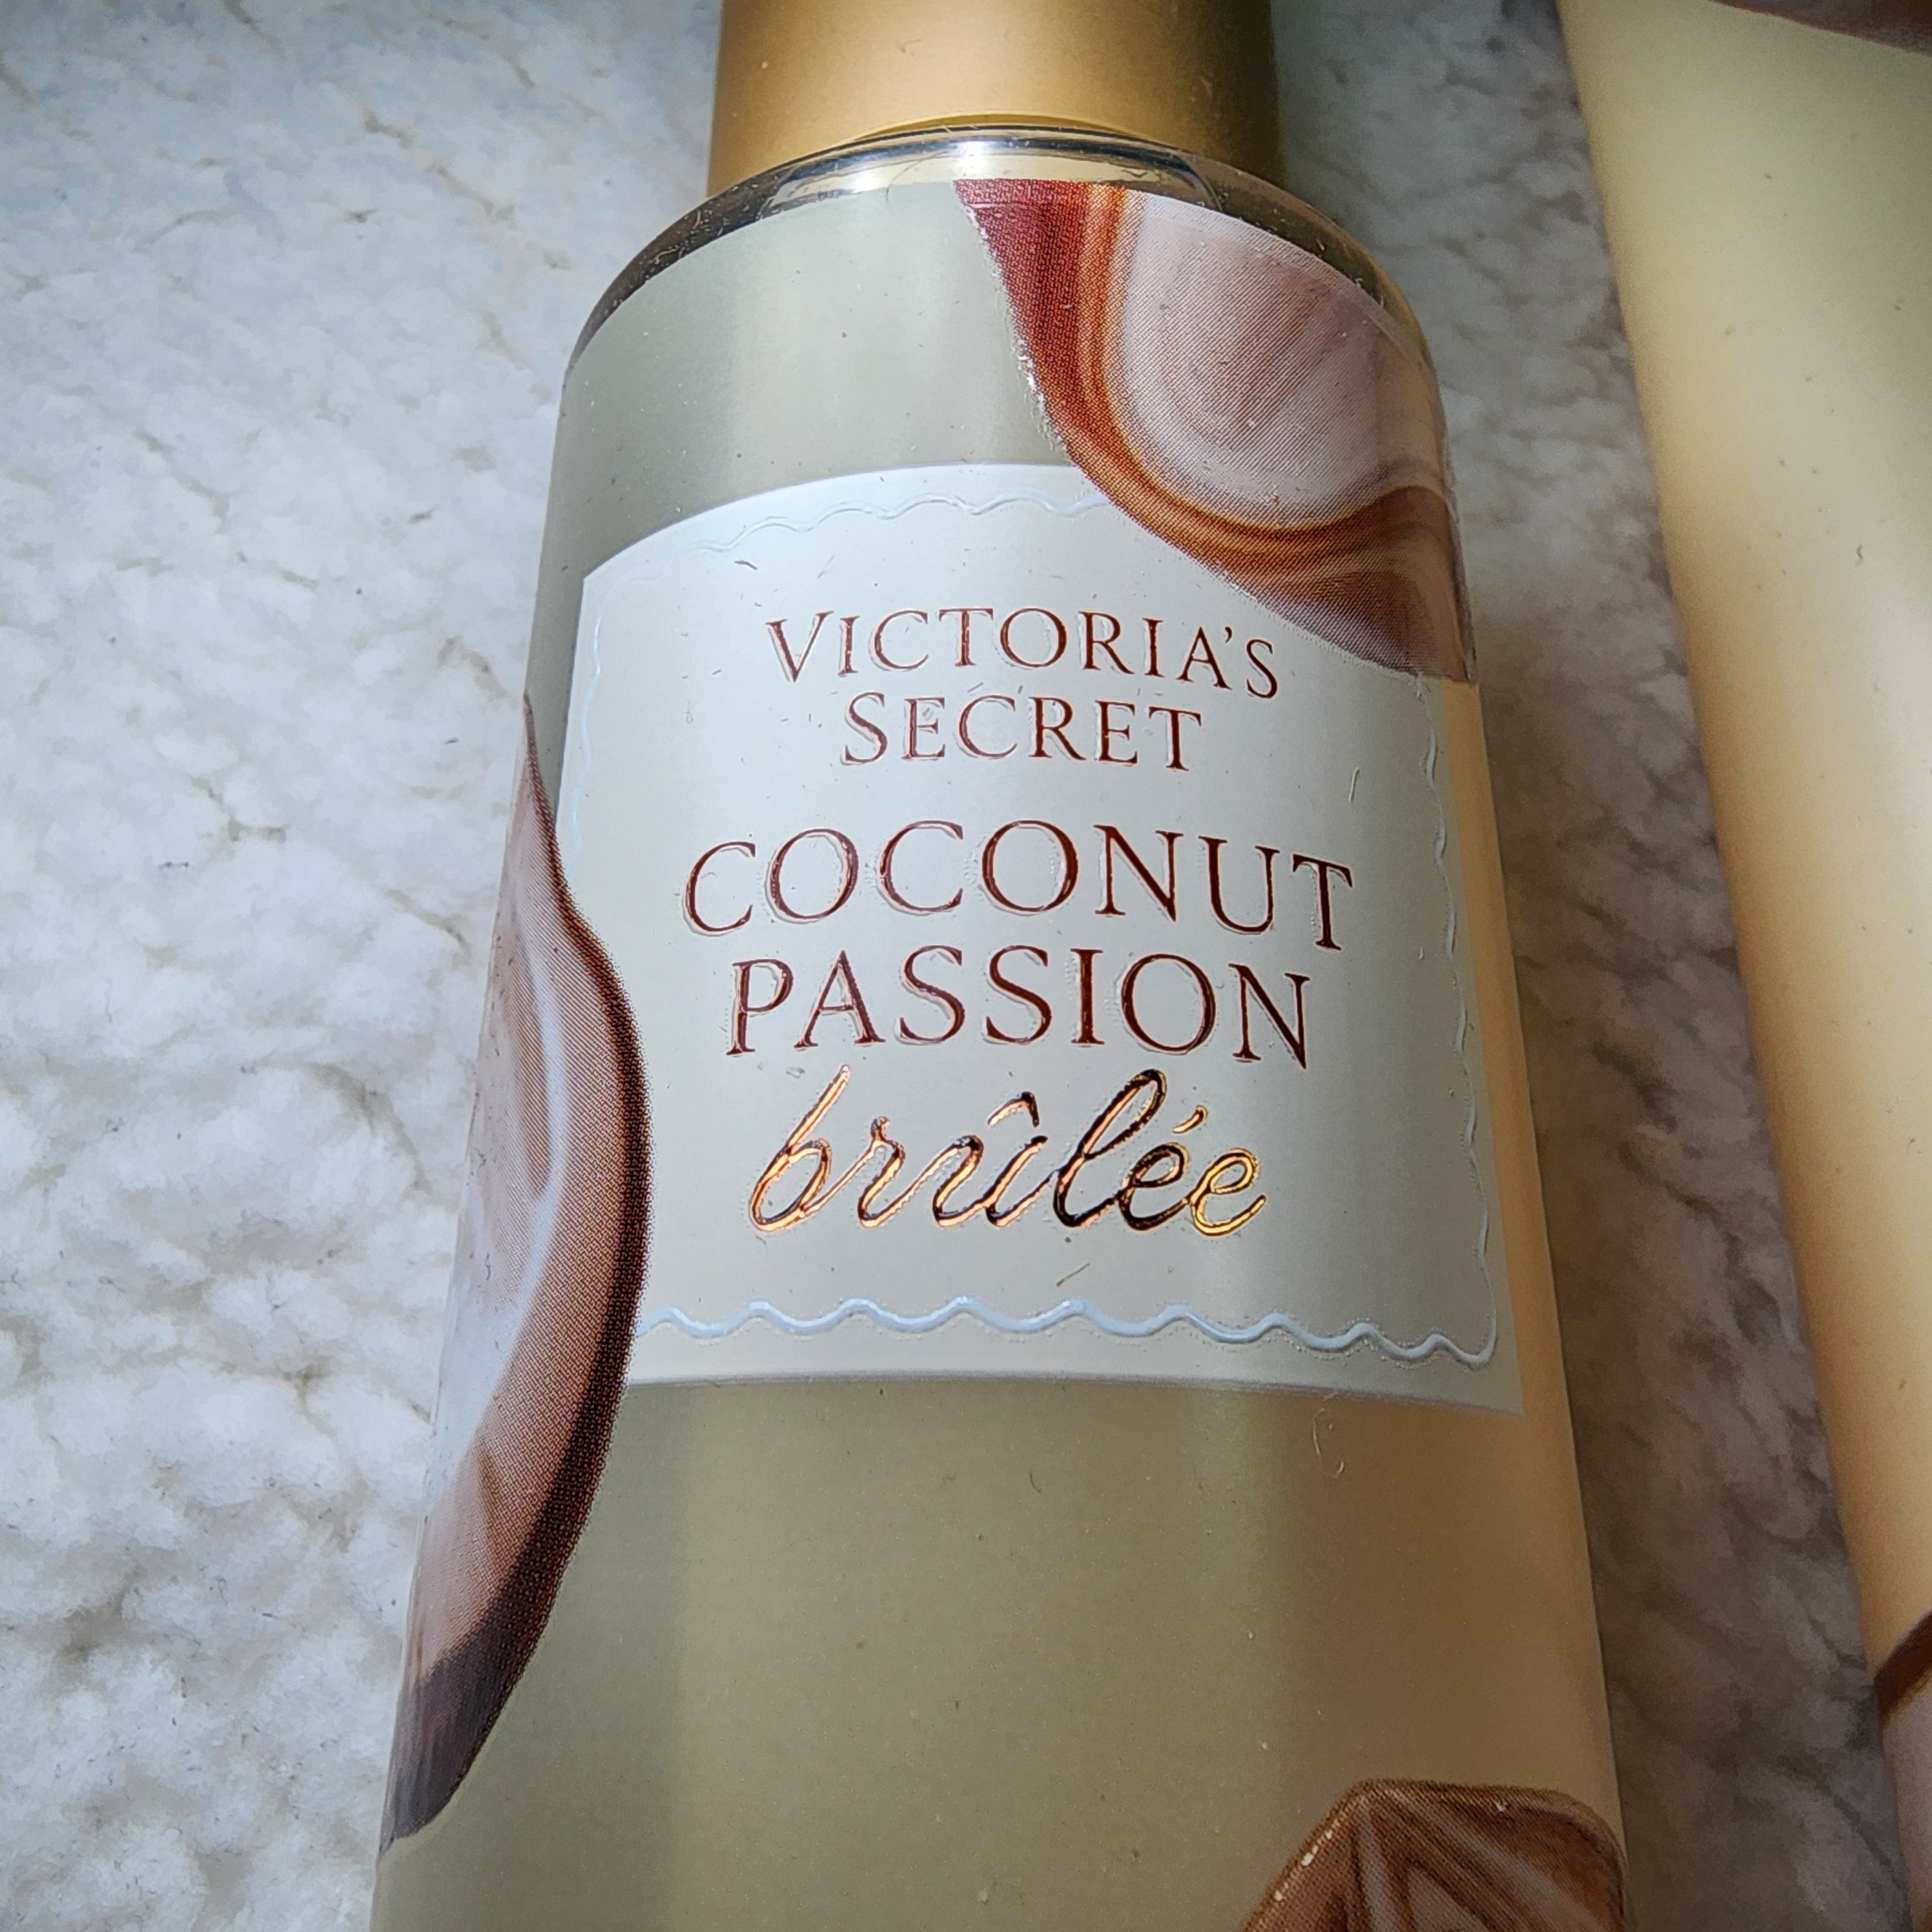 VICTORIA'S
SECRET
COCONUT
PASSION
brûlée